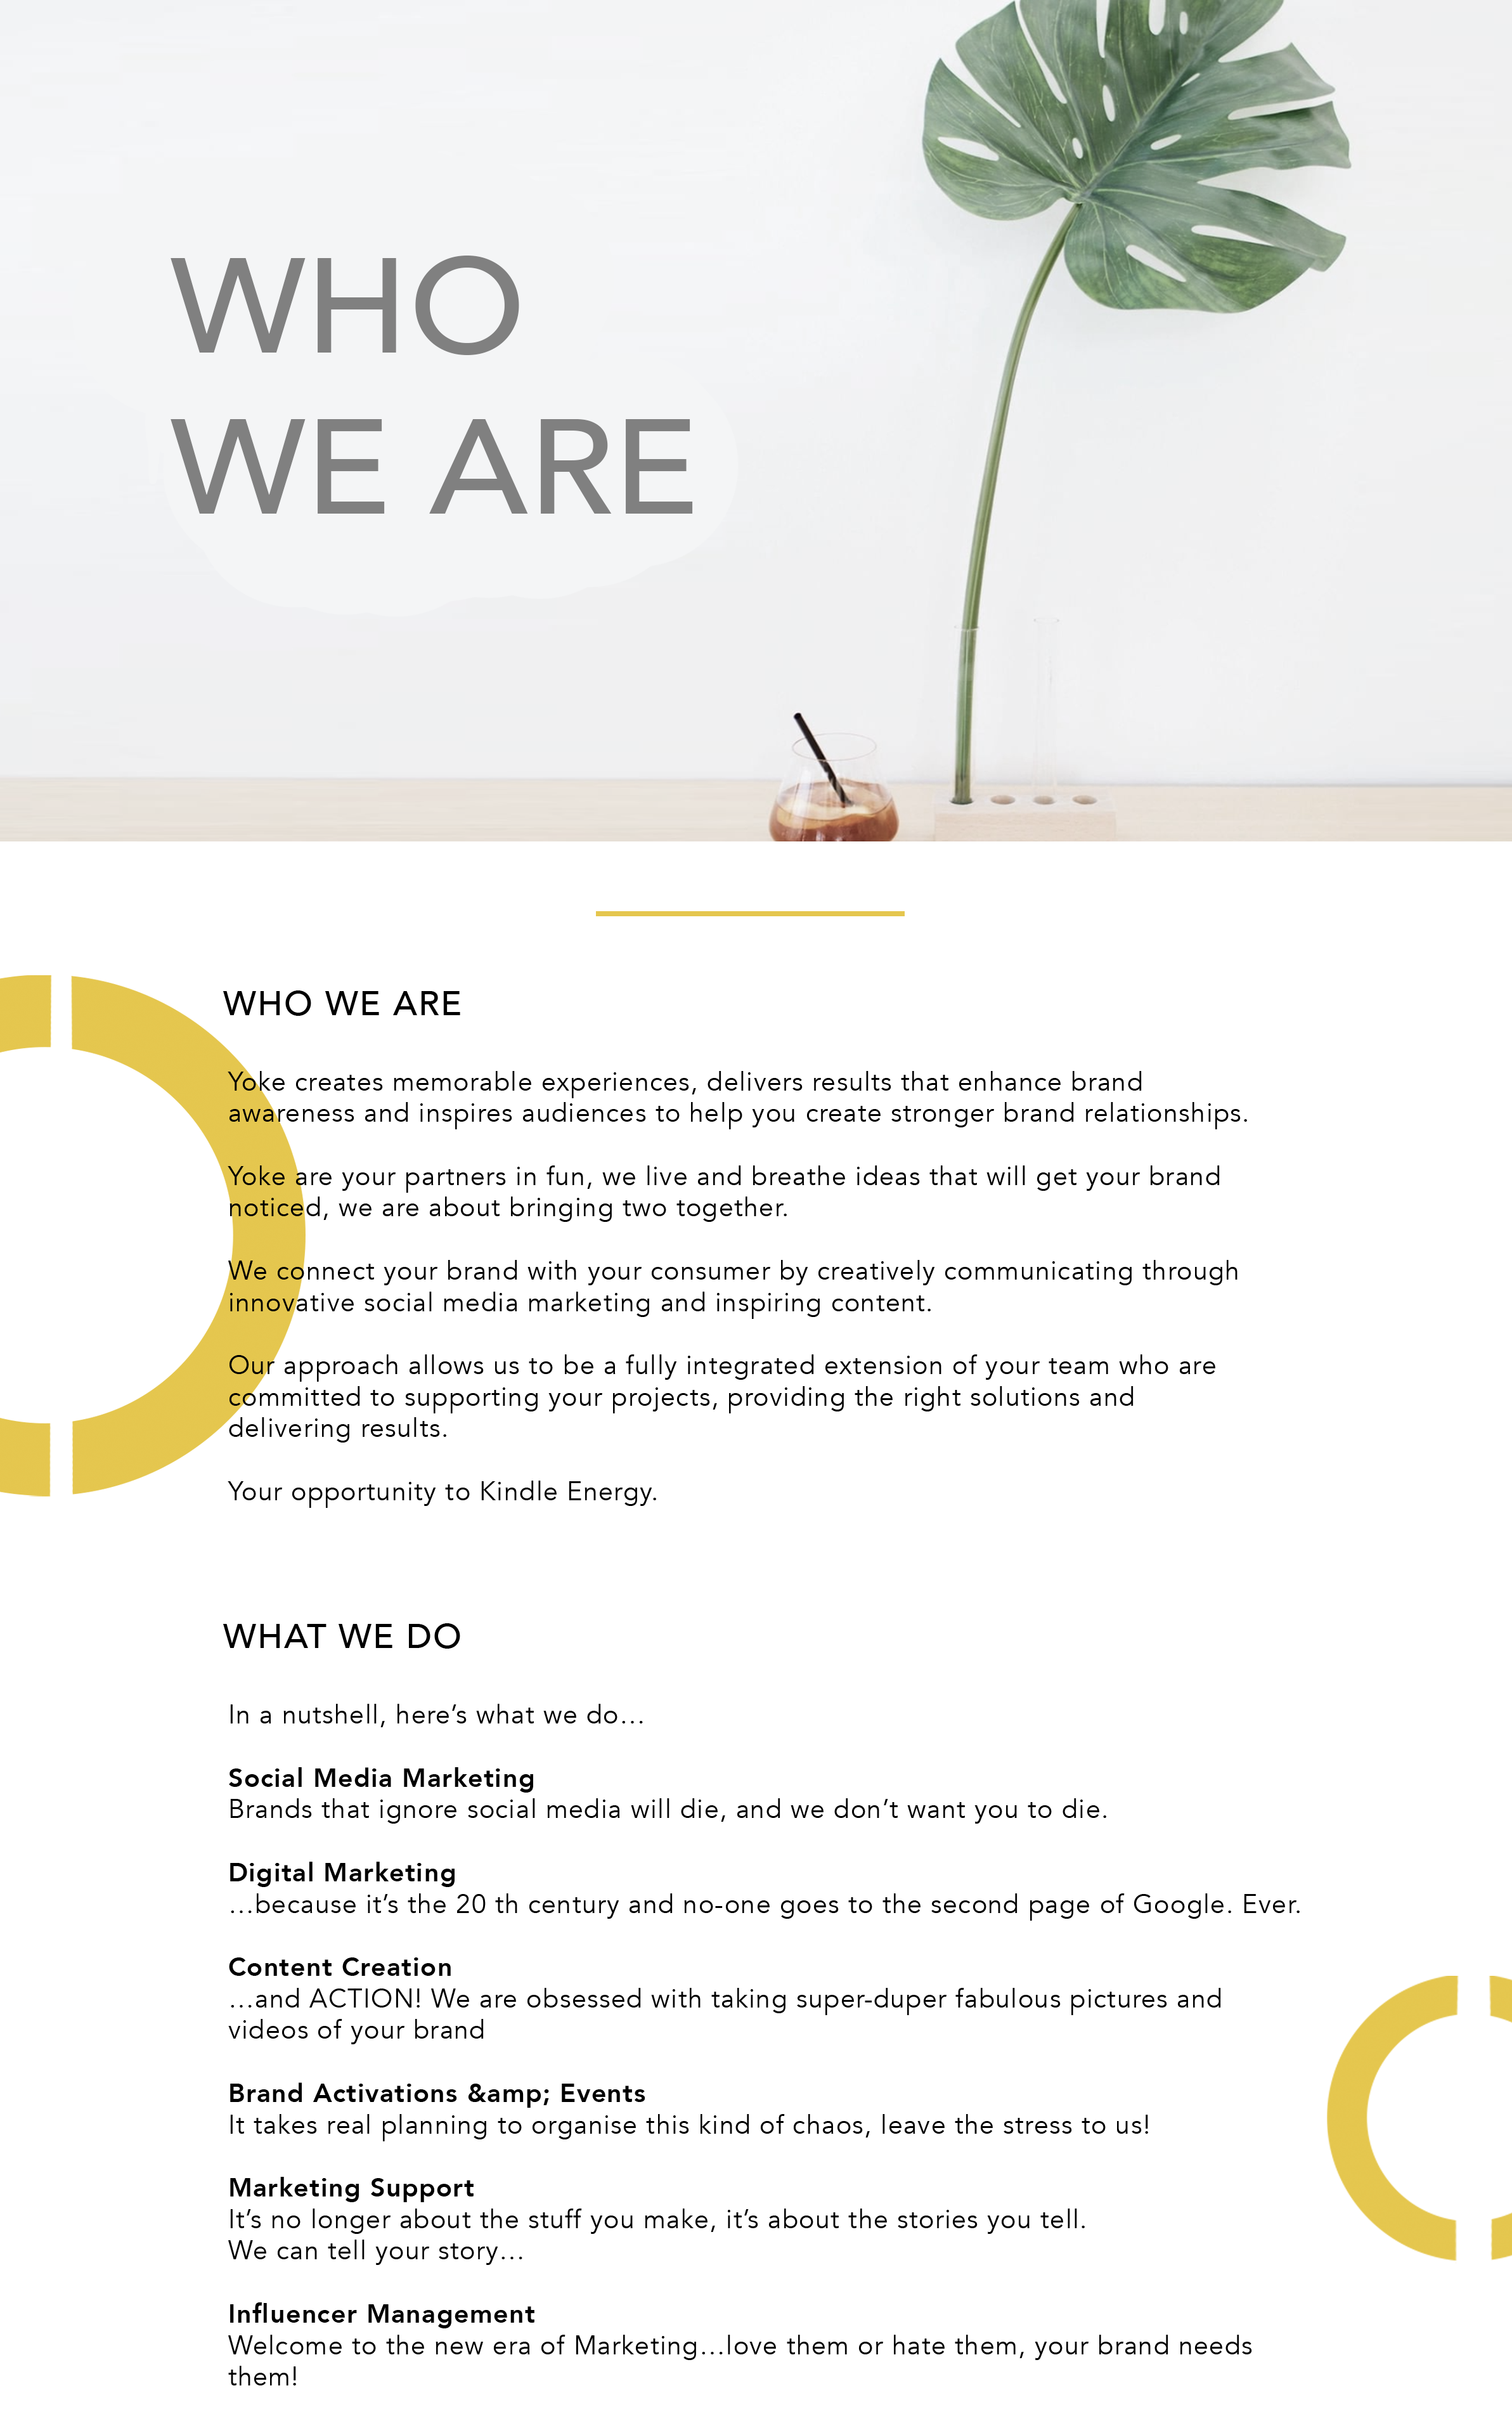 WHO
WE ARE
WHO WE ARE
Yoke creates memorable experiences, delivers results that enhance brand
awareness and inspires audiences to help you create stronger brand relationships.
Yoke are your partners in fun, we live and breathe ideas that will get your brand
noticed, we are about bringing two together.
We connect your brand with your consumer by creatively communicating through
innovative social media marketing and inspiring content.
Our approach allows us to be a fully integrated extension of your team who are
committed to supporting your projects, providing the right solutions and
delivering results.
Your opportunity to Kindle Energy.
WHAT WE DO
In a nutshell, here’s what we do…
Social Media Marketing
Brands that ignore social media will die, and we don’t want you to die.
Digital Marketing
…because it’s the 20 th century and no-one goes to the second page of Google. Ever.
Content Creation
…and ACTION! We are obsessed with taking super-duper fabulous pictures and
videos of your brand
Brand Activations &amp; Events
It takes real planning to organise this kind of chaos, leave the stress to us!
Marketing Support
It’s no longer about the stuff you make, it’s about the stories you tell.
We can tell your story…
Influencer Management
Welcome to the new era of Marketing…love them or hate them, your brand needs
them!